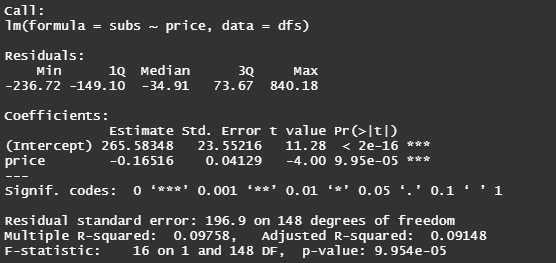 Call:
lm(formula = subs ~ price, data = dfs)
Residuals:
Min 1Q Median 3Q Max
-236.72 -149.10 -34.91 73.67 840.18
Coefficients:
Estimate Std. Error t value Pr(>|t|)
(Intercept) 265.58348 23.55216 11.28 < 2e-16 ***
price -0.16516 0.04129 -4.00 9.95e-05 ***
---
Signif. codes: 0 ‘***’ 0.001 ‘**’ 0.01 ‘*’ 0.05 ‘.’ 0.1 ‘ ’ 1
Residual standard error: 196.9 on 148 degrees of freedom
Multiple R-squared: 0.09758, Adjusted R-squared: 0.09148
F-statistic: 16 on 1 and 148 DF, p-value: 9.954e-05